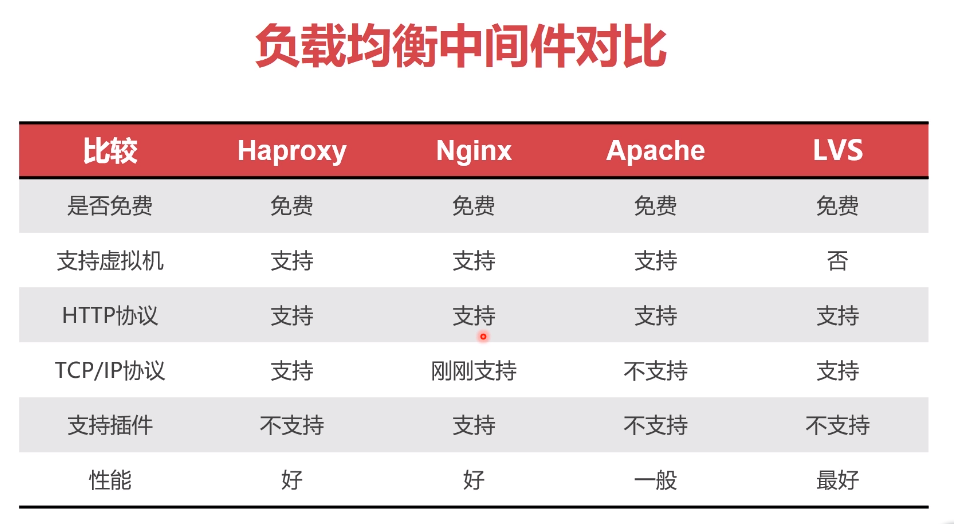 负载均衡中间件对比
比较 Haproxy Nginx Apache LVS
是否免费 免费 免费 免费 免费
支持虚拟机 支持 支持 支持 否
HTTP协议 支持 支持 支持 支持
TCP/IP协议 支持 刚刚支持 不支持 支持
支持插件 不支持 支持 不支持 不支持
性能 好 好 一般 最好